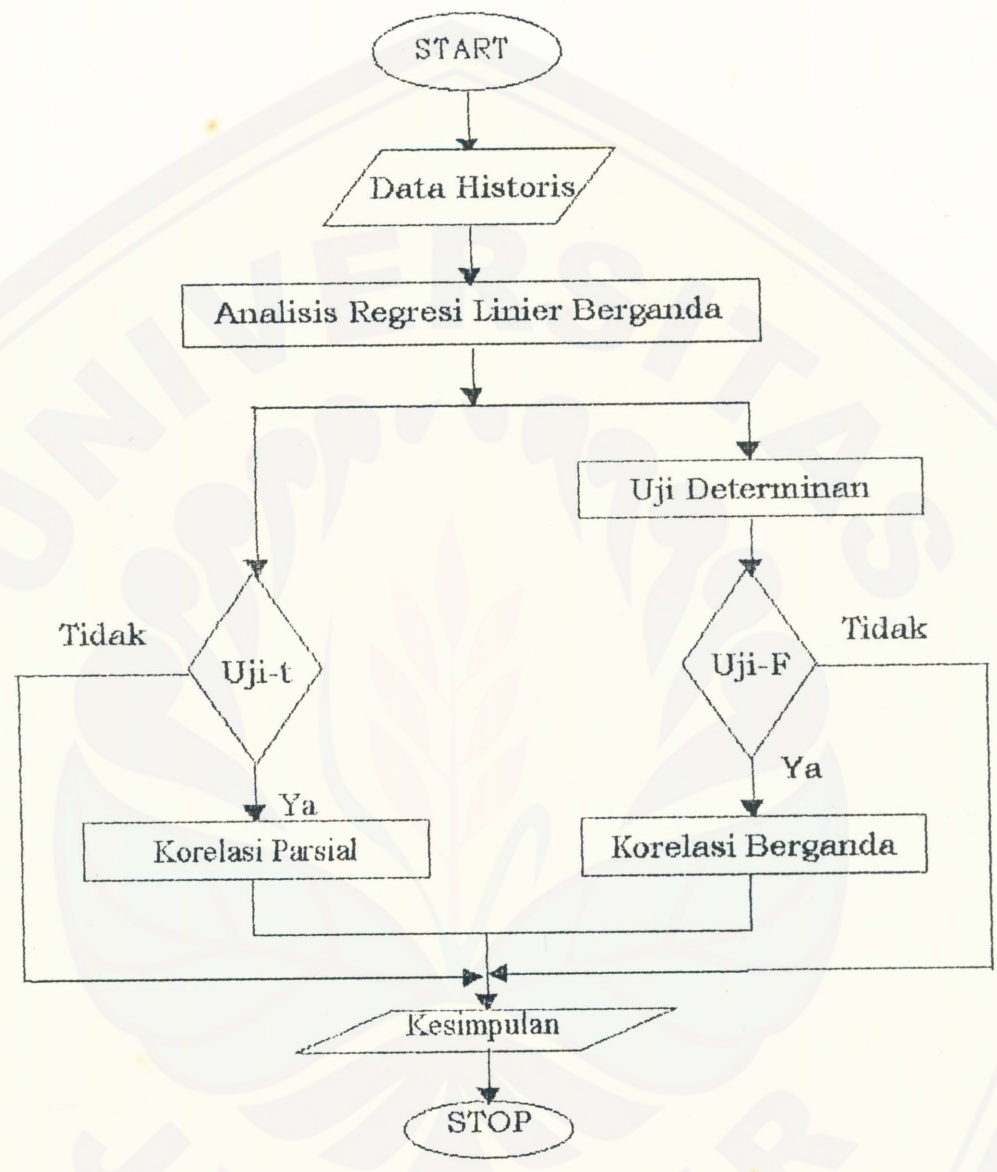 START
Data Historis
Analisis Regresi Linier Berganda
Uji Determinan
Tidak
Uji-t
Uji-F
Tidak
Ya
Ya
Korelasi Parsial
Korelasi Berganda
Kesimpulan
STOP
UNIVERSITAS